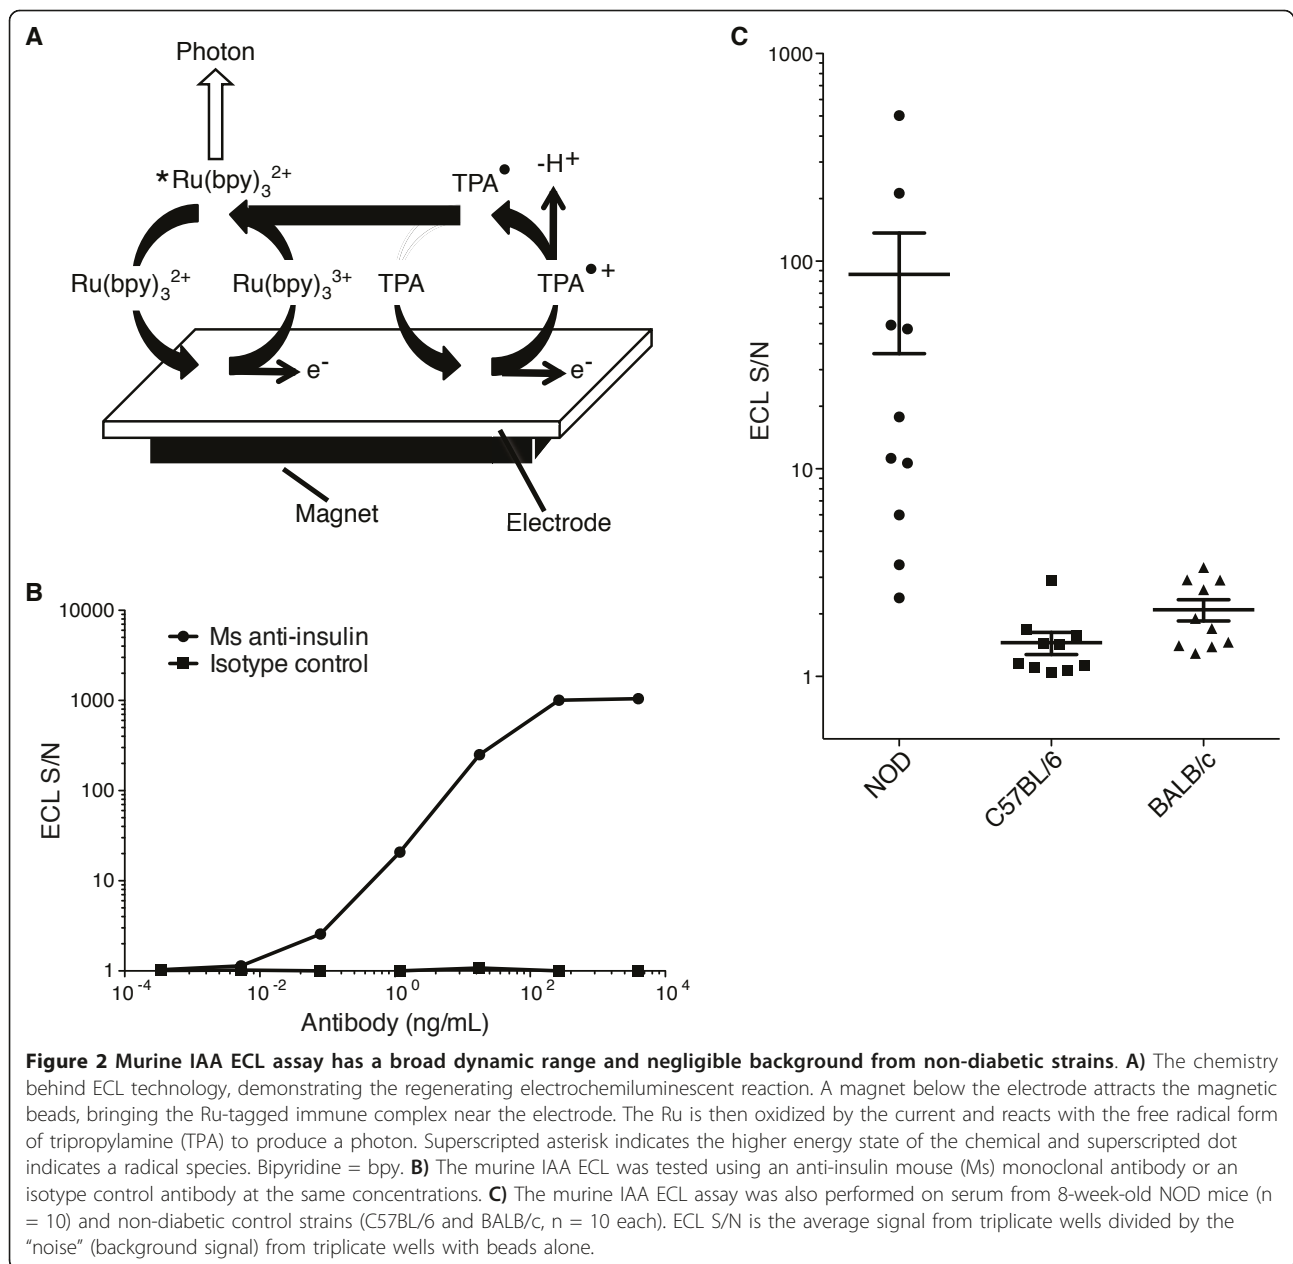 A
Photon
*Ru(bpy)₃²⁺
TPA•
-H⁺
Ru(bpy)₃²⁺
Ru(bpy)₃³⁺
TPA
TPA•⁺
e⁻
e⁻
Magnet
Electrode
B
10000
1000
100
10
1
ECL S/N
Ms anti-insulin
Isotype control
10⁻⁴
10⁻²
10⁰
10²
10⁴
Antibody (ng/mL)
C
1000
100
10
1
ECL S/N
NOD
C57BL/6
BALB/c
Figure 2 Murine IAA ECL assay has a broad dynamic range and negligible background from non-diabetic strains. A) The chemistry
behind ECL technology, demonstrating the regenerating electrochemiluminescent reaction. A magnet below the electrode attracts the magnetic
beads, bringing the Ru-tagged immune complex near the electrode. The Ru is then oxidized by the current and reacts with the free radical form
of tripropylamine (TPA) to produce a photon. Superscripted asterisk indicates the higher energy state of the chemical and superscripted dot
indicates a radical species. Bipyridine = bpy. B) The murine IAA ECL was tested using an anti-insulin mouse (Ms) monoclonal antibody or an
isotype control antibody at the same concentrations. C) The murine IAA ECL assay was also performed on serum from 8-week-old NOD mice (n
= 10) and non-diabetic control strains (C57BL/6 and BALB/c, n = 10 each). ECL S/N is the average signal from triplicate wells divided by the
“noise” (background signal) from triplicate wells with beads alone.